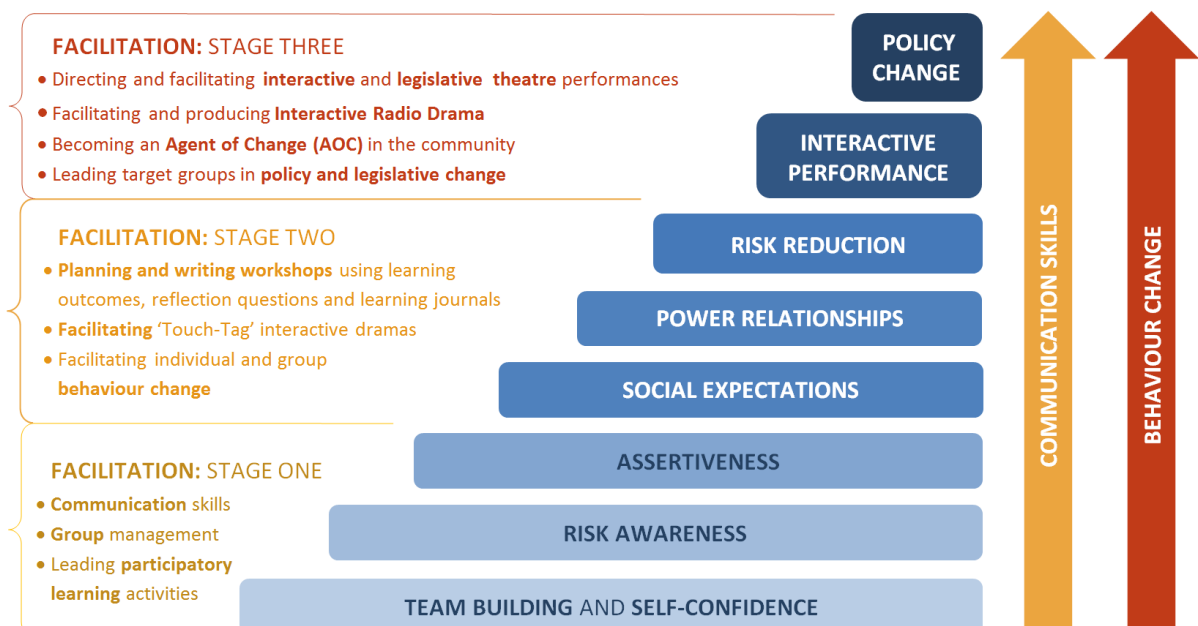 FACILITATION: STAGE THREE
• Directing and facilitating interactive and legislative theatre performances
• Facilitating and producing Interactive Radio Drama
• Becoming an Agent of Change (AOC) in the community
• Leading target groups in policy and legislative change
FACILITATION: STAGE TWO
• Planning and writing workshops using learning
outcomes, reflection questions and learning journals
• Facilitating ‘Touch-Tag’ interactive dramas
• Facilitating individual and group
behaviour change
FACILITATION: STAGE ONE
• Communication skills
• Group management
• Leading participatory
learning activities
POLICY
CHANGE
INTERACTIVE
PERFORMANCE
RISK REDUCTION
POWER RELATIONSHIPS
SOCIAL EXPECTATIONS
ASSERTIVENESS
RISK AWARENESS
TEAM BUILDING AND SELF-CONFIDENCE
COMMUNICATION SKILLS
BEHAVIOUR CHANGE